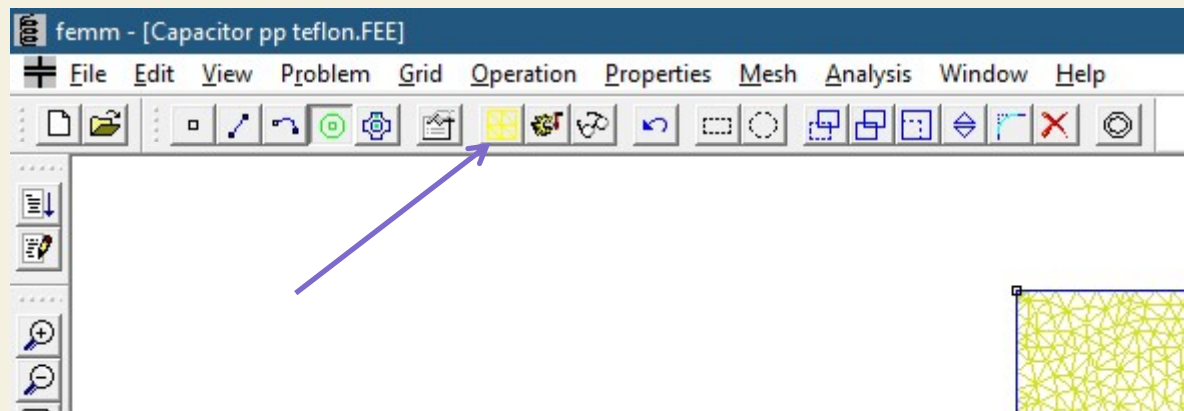 femm - [Capacitor pp teflon.FEE]
File Edit View Problem Grid Operation Properties Mesh Analysis Window Help